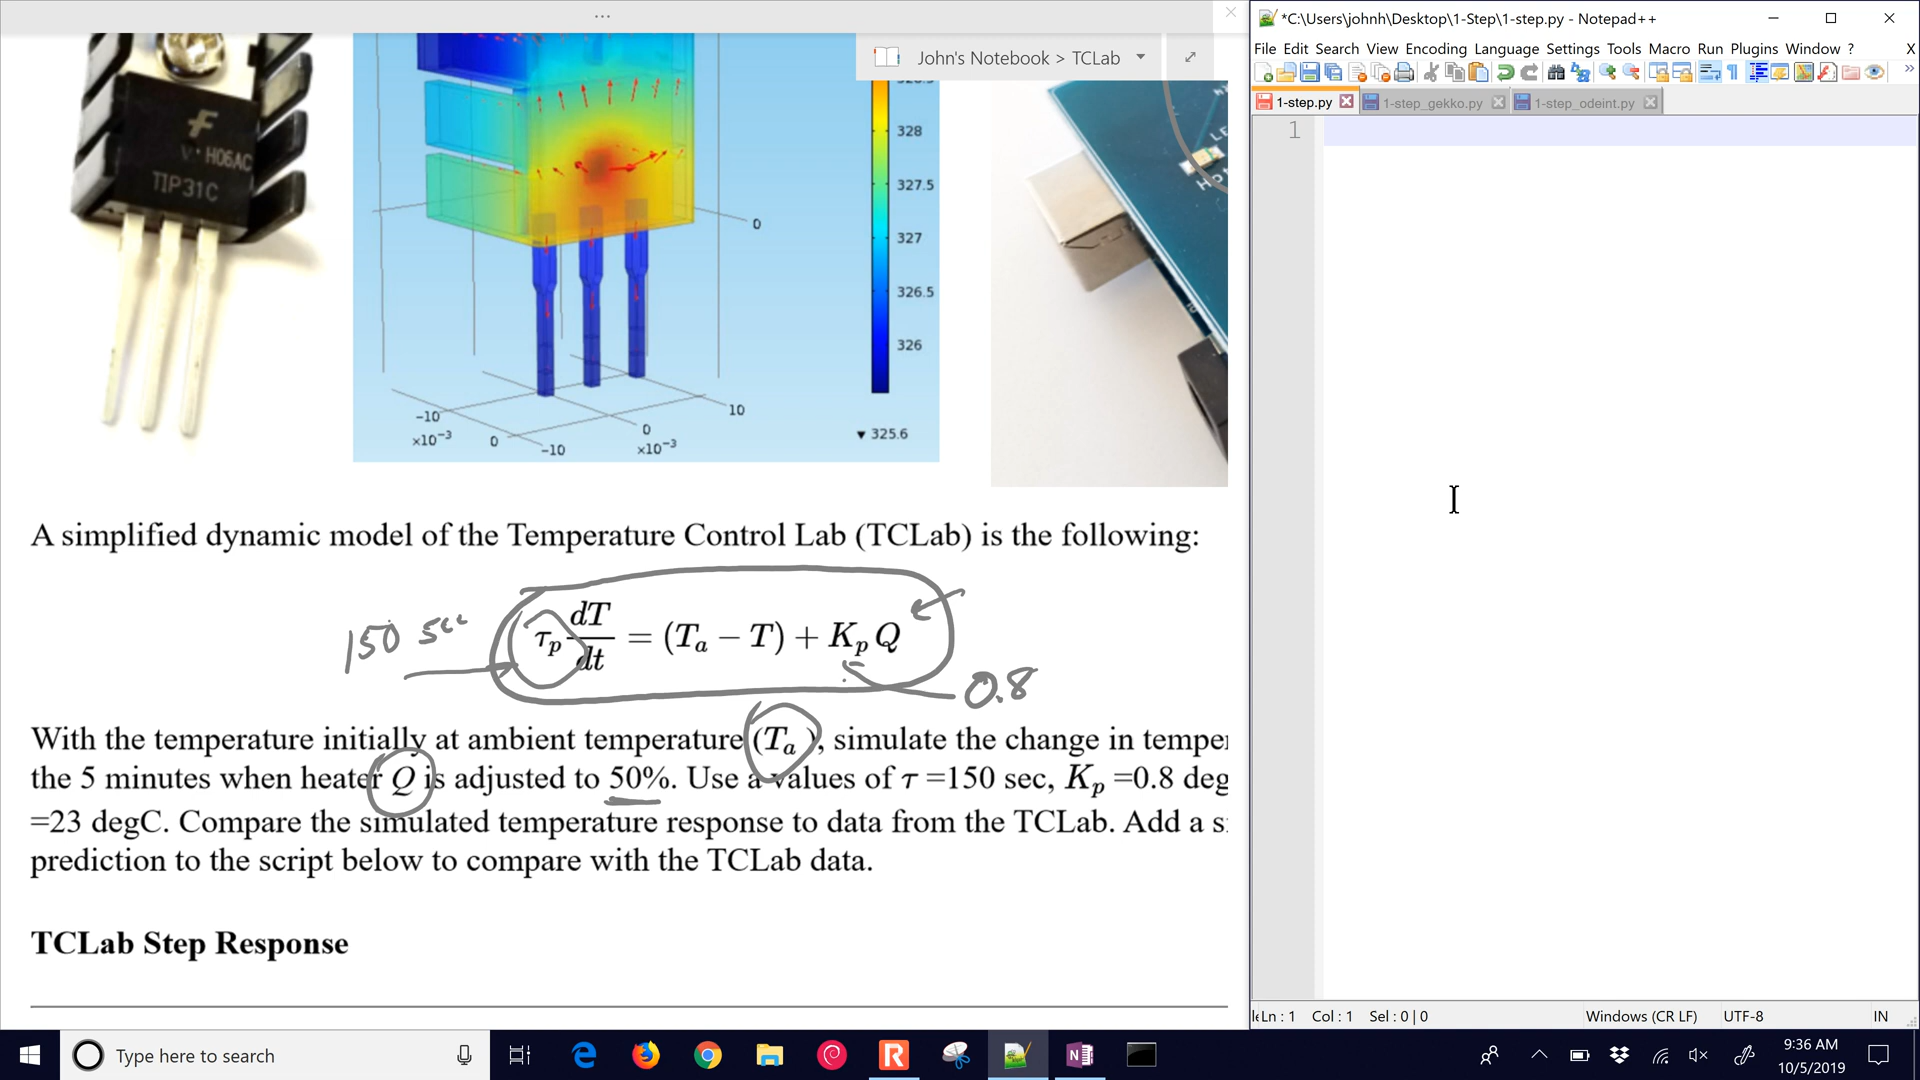 ...
John's Notebook > TCLab
H06AC
TIP31C
328
327.5
327
326.5
326
325.6
0
10
-10
×10⁻³
0
-10
0
×10⁻³
A simplified dynamic model of the Temperature Control Lab (TCLab) is the following:
150 sec
τp dT/dt = (Ta − T) + Kp Q
0.8
With the temperature initially at ambient temperature (Ta), simulate the change in temper
the 5 minutes when heater Q is adjusted to 50%. Use a values of τ =150 sec, Kp =0.8 deg
=23 degC. Compare the simulated temperature response to data from the TCLab. Add a s
prediction to the script below to compare with the TCLab data.
TCLab Step Response
*C:\Users\johnh\Desktop\1-Step\1-step.py - Notepad++
File Edit Search View Encoding Language Settings Tools Macro Run Plugins Window ? X
1-step.py 1-step_gekko.py 1-step_odeint.py
1
Ln : 1 Col : 1 Sel : 0 | 0 Windows (CR LF) UTF-8 IN
Type here to search
9:36 AM
10/5/2019